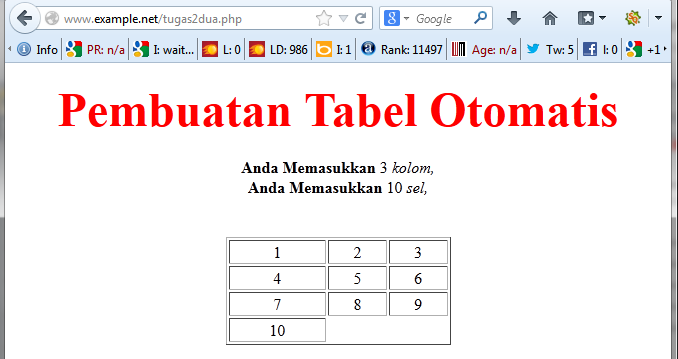 www.example.net/tugas2dua.php Google
Info PR: n/a I: wait... L: 0 LD: 986 I: 1 Rank: 11497 Age: n/a Tw: 5 I: 0 +1
Pembuatan Tabel Otomatis
Anda Memasukkan 3 kolom,
Anda Memasukkan 10 sel,
1 2 3
4 5 6
7 8 9
10